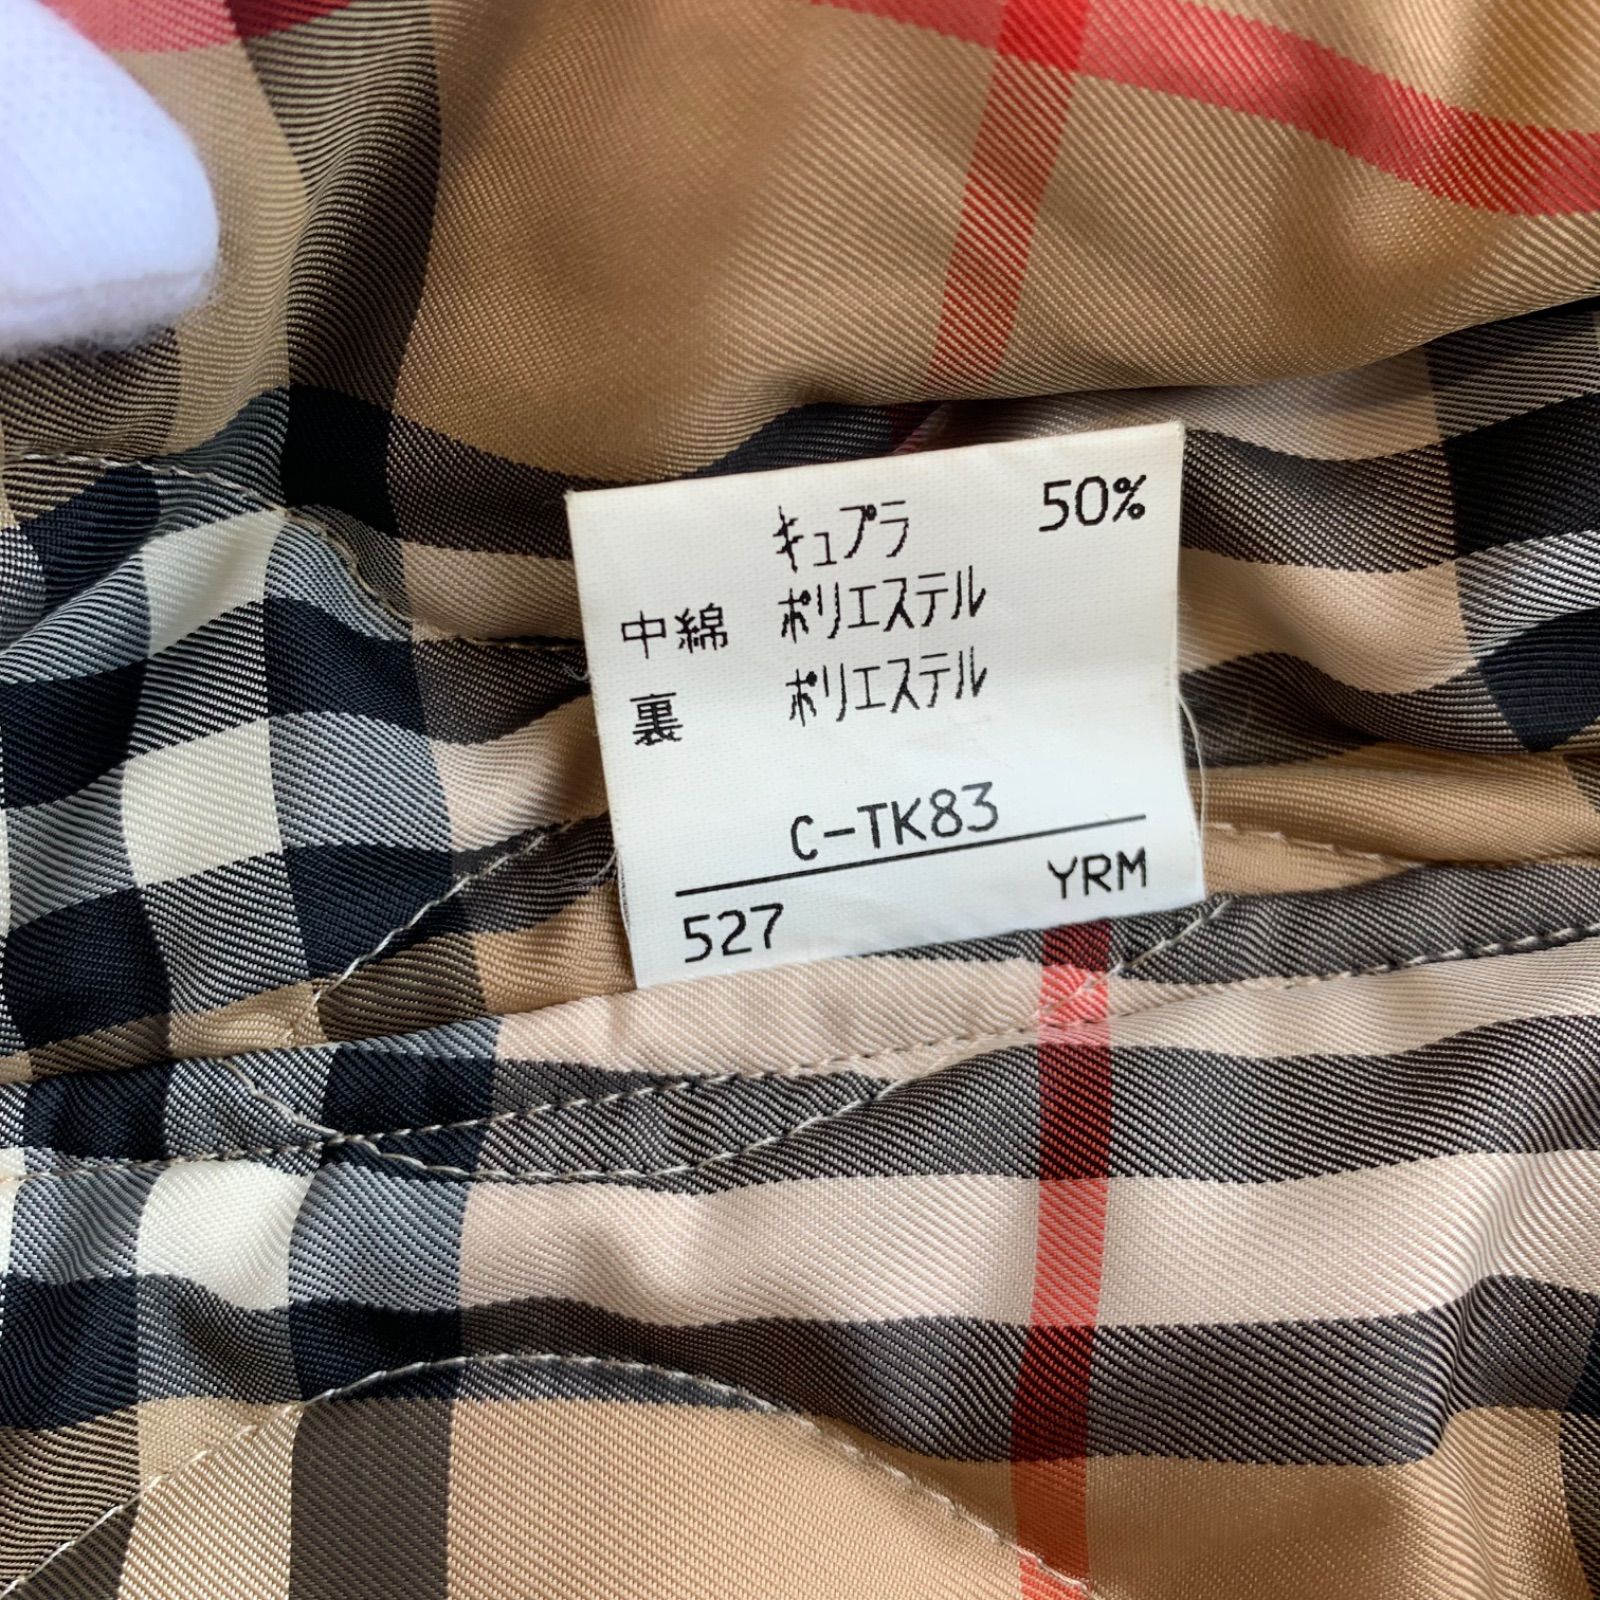 キュプラ 50%
中綿 ポリエステル
裏 ポリエステル
C-TK83
527 YRM